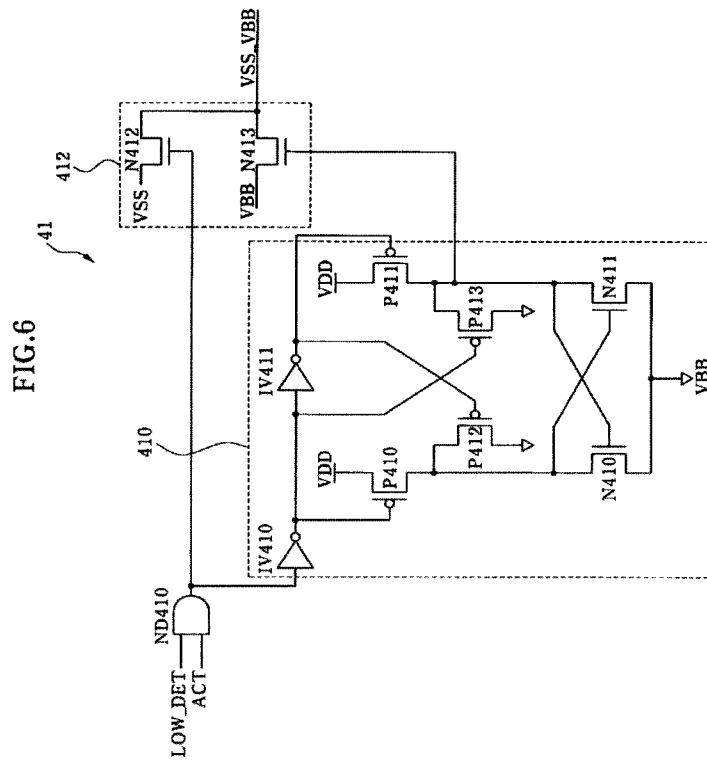 FIG.6
41
412
VSS
N412
VBB
N413
VSS_VBB
410
LOW_DET
ACT
ND410
IV410
IV411
VDD
P410
VDD
P411
P412
P413
N410
N411
VBB